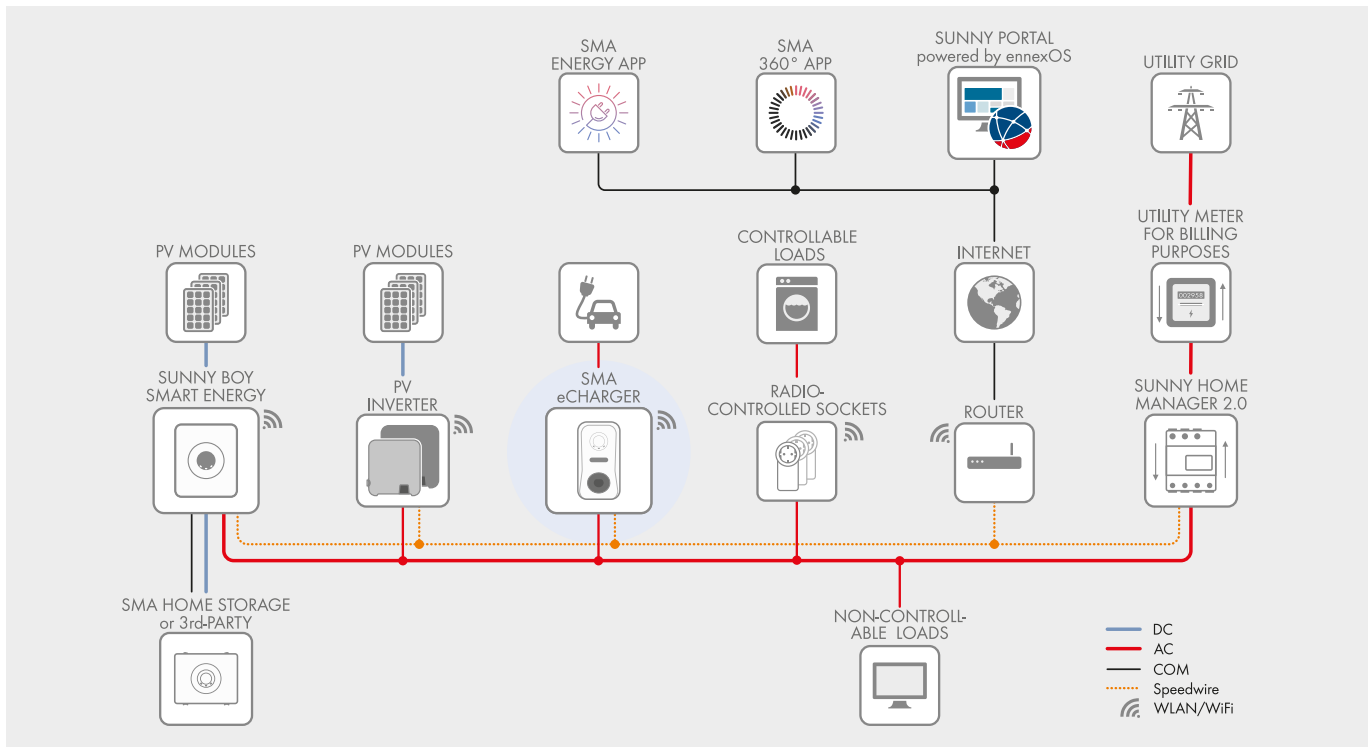 SMA
ENERGY APP
SMA
360° APP
SUNNY PORTAL
powered by ennexOS
UTILITY GRID
PV MODULES
PV MODULES
CONTROLLABLE
LOADS
INTERNET
UTILITY METER
FOR BILLING
PURPOSES
SUNNY BOY
SMART ENERGY
PV
INVERTER
SMA
eCHARGER
RADIO-
CONTROLLED SOCKETS
ROUTER
SUNNY HOME
MANAGER 2.0
SMA HOME STORAGE
or 3rd-PARTY
NON-CONTROLL-
ABLE LOADS
DC
AC
COM
Speedwire
WLAN/WiFi